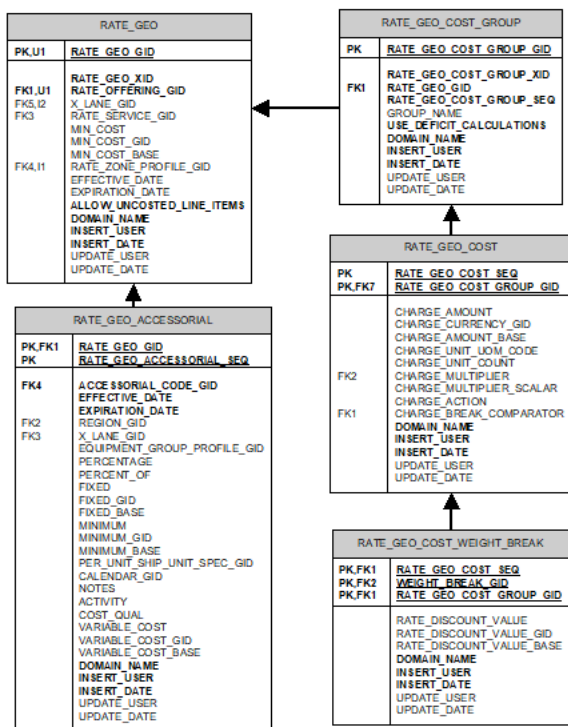 RATE_GEO
PK,U1 RATE_GEO_GID
RATE_GEO_XID
FK1,U1 RATE_OFFERING_GID
FK5,I2 X_LANE_GID
FK3 RATE_SERVICE_GID
MIN_COST
MIN_COST_GID
MIN_COST_BASE
FK4,I1 RATE_ZONE_PROFILE_GID
EFFECTIVE_DATE
EXPIRATION_DATE
ALLOW_UNCOSTED_LINE_ITEMS
DOMAIN_NAME
INSERT_USER
INSERT_DATE
UPDATE_USER
UPDATE_DATE
RATE_GEO_COST_GROUP
PK RATE_GEO_COST_GROUP_GID
RATE_GEO_COST_GROUP_XID
FK1 RATE_GEO_GID
RATE_GEO_COST_GROUP_SEQ
GROUP_NAME
USE_DEFICIT_CALCULATIONS
DOMAIN_NAME
INSERT_USER
INSERT_DATE
UPDATE_USER
UPDATE_DATE
RATE_GEO_ACCESSORIAL
PK,FK1 RATE_GEO_GID
PK RATE_GEO_ACCESSORIAL_SEQ
FK4 ACCESSORIAL_CODE_GID
EFFECTIVE_DATE
EXPIRATION_DATE
FK2 REGION_GID
FK3 X_LANE_GID
EQUIPMENT_GROUP_PROFILE_GID
PERCENTAGE
PERCENT_OF
FIXED
FIXED_GID
FIXED_BASE
MINIMUM
MINIMUM_GID
MINIMUM_BASE
PER_UNIT_SHIP_UNIT_SPEC_GID
CALENDAR_GID
NOTES
ACTIVITY
COST_QUAL
VARIABLE_COST
VARIABLE_COST_GID
VARIABLE_COST_BASE
DOMAIN_NAME
INSERT_USER
INSERT_DATE
UPDATE_USER
UPDATE_DATE
RATE_GEO_COST
PK RATE_GEO_COST_SEQ
PK,FK7 RATE_GEO_COST_GROUP_GID
CHARGE_AMOUNT
CHARGE_CURRENCY_GID
CHARGE_AMOUNT_BASE
CHARGE_UNIT_UOM_CODE
CHARGE_UNIT_COUNT
FK2 CHARGE_MULTIPLIER
CHARGE_MULTIPLIER_SCALAR
CHARGE_ACTION
FK1 CHARGE_BREAK_COMPARATOR
DOMAIN_NAME
INSERT_USER
INSERT_DATE
UPDATE_USER
UPDATE_DATE
RATE_GEO_COST_WEIGHT_BREAK
PK,FK1 RATE_GEO_COST_SEQ
PK,FK2 WEIGHT_BREAK_GID
PK,FK1 RATE_GEO_COST_GROUP_GID
RATE_DISCOUNT_VALUE
RATE_DISCOUNT_VALUE_GID
RATE_DISCOUNT_VALUE_BASE
DOMAIN_NAME
INSERT_USER
INSERT_DATE
UPDATE_USER
UPDATE_DATE